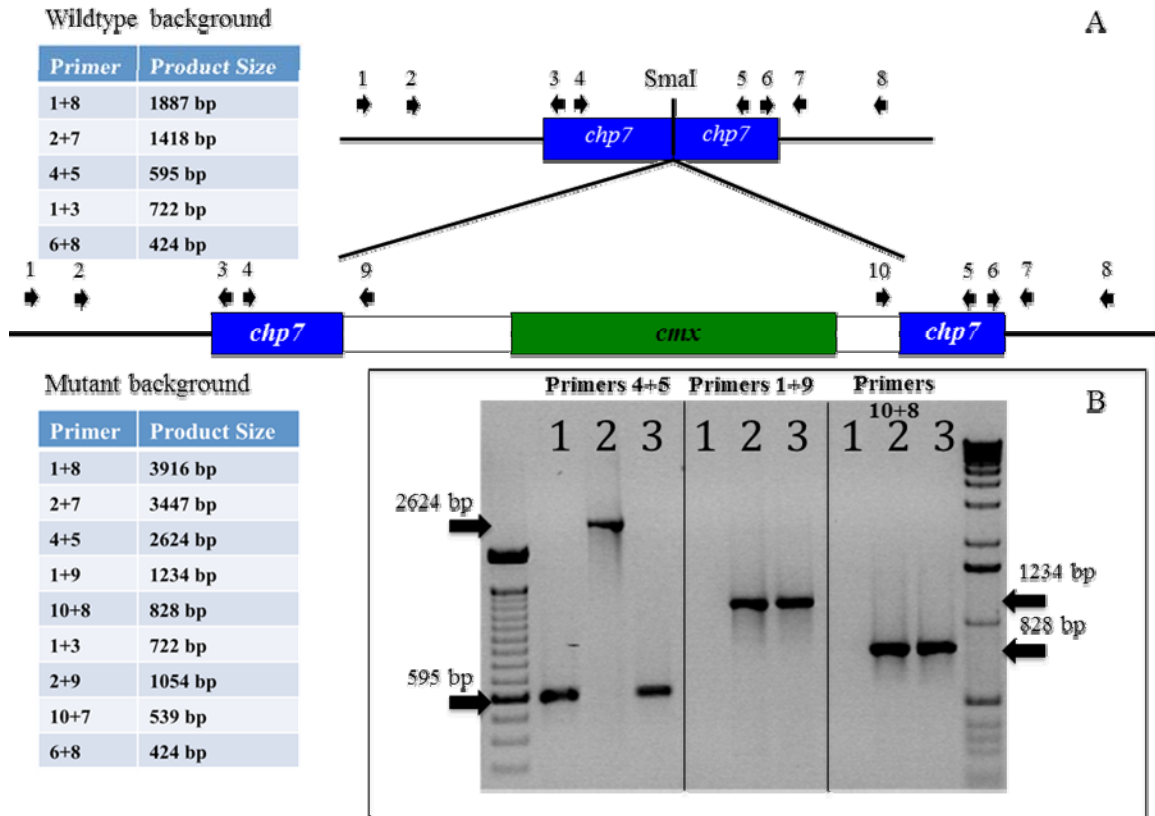 Wildtype background
A
Primer Product Size
1+8 1887 bp
2+7 1418 bp
4+5 595 bp
1+3 722 bp
6+8 424 bp
1 2 3 4 SmaI 5 6 7 8
chp7 chp7
1 2 3 4 9 10 5 6 7 8
chp7 cmx chp7
Mutant background
Primer Product Size
1+8 3916 bp
2+7 3447 bp
4+5 2624 bp
1+9 1234 bp
10+8 828 bp
1+3 722 bp
2+9 1054 bp
10+7 539 bp
6+8 424 bp
B
Primers 4+5 Primers 1+9 Primers
10+8
1 2 3 1 2 3 1 2 3
2624 bp
595 bp
1234 bp
828 bp